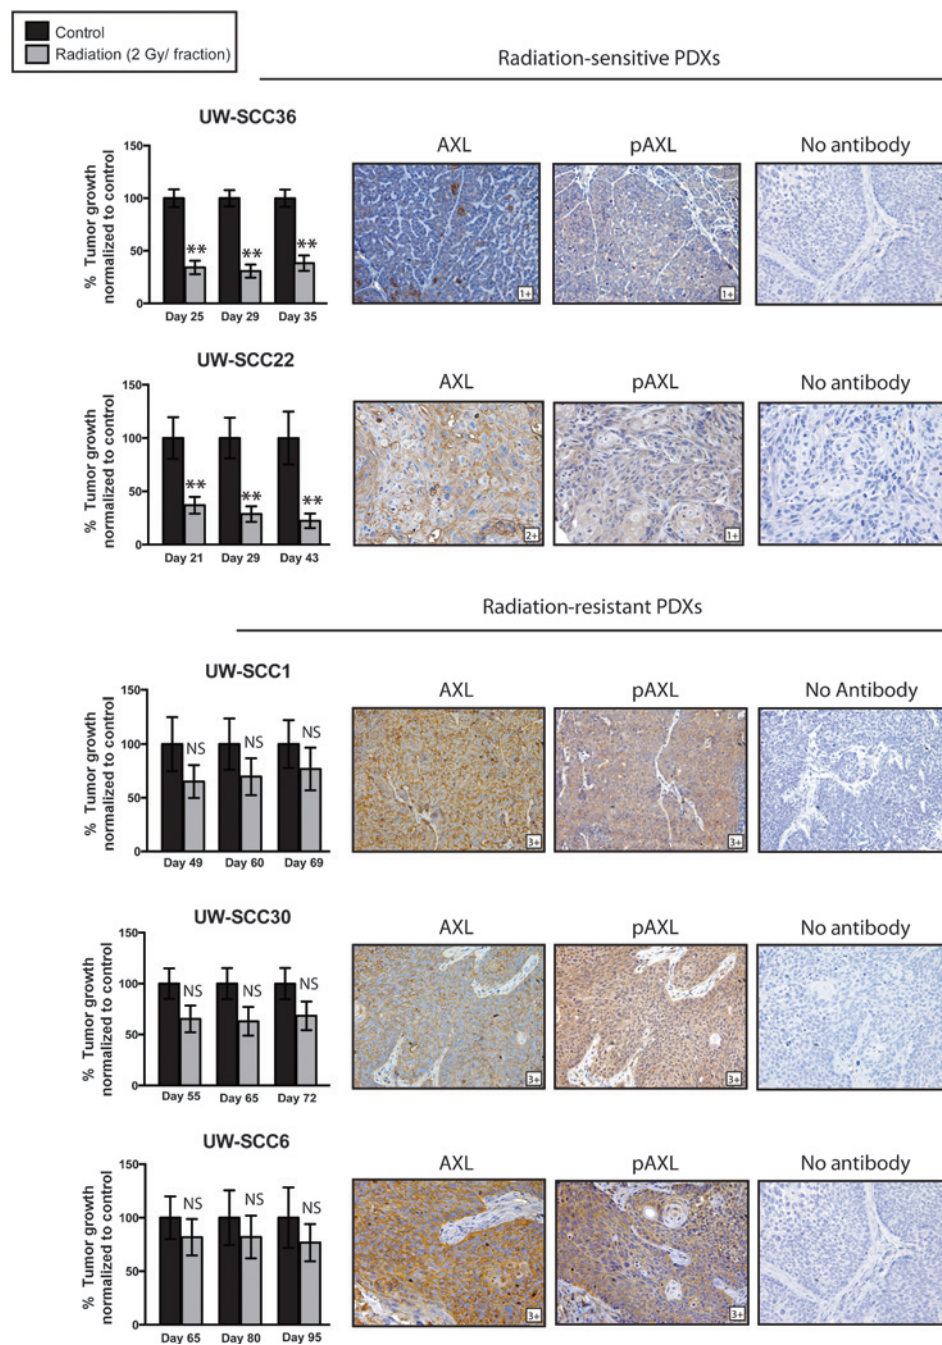 Control
Radiation (2 Gy/ fraction)
Radiation-sensitive PDXs
UW-SCC36
% Tumor growth
normalized to control
150
100
50
0
** ** **
Day 25 Day 29 Day 35
AXL pAXL No antibody
1+ 1+
UW-SCC22
% Tumor growth
normalized to control
150
100
50
0
** ** **
Day 21 Day 29 Day 43
AXL pAXL No antibody
2+ 1+
Radiation-resistant PDXs
UW-SCC1
% Tumor growth
normalized to control
150
100
50
0
NS NS NS
Day 49 Day 60 Day 69
AXL pAXL No Antibody
3+ 3+
UW-SCC30
% Tumor growth
normalized to control
150
100
50
0
NS NS NS
Day 55 Day 65 Day 72
AXL pAXL No antibody
3+ 3+
UW-SCC6
% Tumor growth
normalized to control
150
100
50
0
NS NS NS
Day 65 Day 80 Day 95
AXL pAXL No antibody
3+ 3+